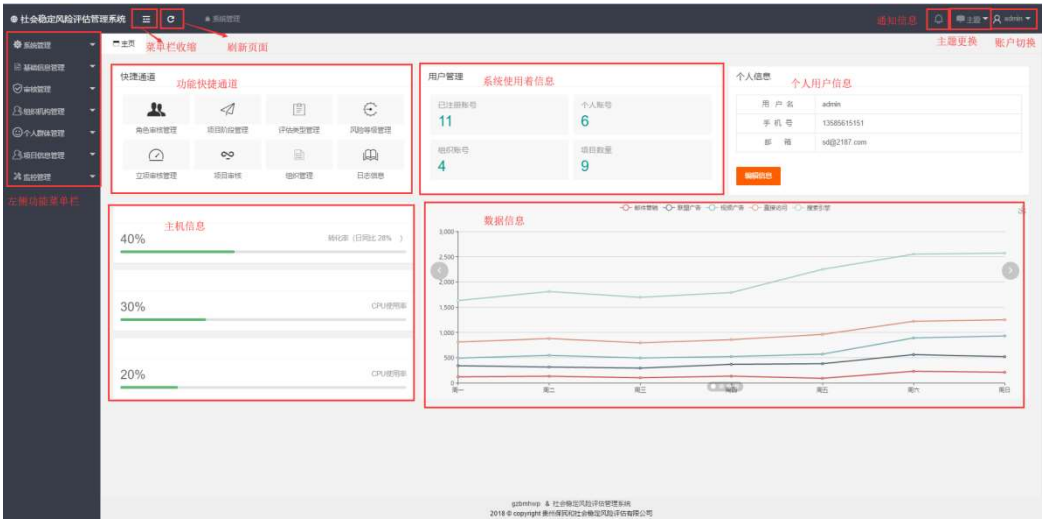 社会稳定风险评估管理系统
系统管理
通知信息
主题
admin
菜单栏收缩
刷新页面
主题更换
账户切换
系统管理
基础信息管理
审核管理
组织机构管理
个人群体管理
项目信息管理
监控管理
左侧功能菜单栏
主页
快捷通道
功能快捷通道
角色审核管理
项目阶段管理
评估类型管理
风险等级管理
立项审核管理
项目审核
组织管理
日志信息
用户管理
系统使用着信息
已注册账号
11
个人账号
6
组织账号
4
项目数量
9
个人信息
个人用户信息
用 户 名
admin
手 机 号
13585615151
邮 箱
sd@2187.com
编辑信息
主机信息
40%
转化率（日同比 28% ）
30%
CPU使用率
20%
CPU使用率
数据信息
邮件营销
联盟广告
视频广告
直接访问
搜索引擎
3,000
2,500
2,000
1,500
1,000
500
0
周一
周二
周三
周四
周五
周六
周日
gzbmhwp & 社会稳定风险评估管理系统
2018 © copyright 贵州保民和社会稳定风险评估有限公司